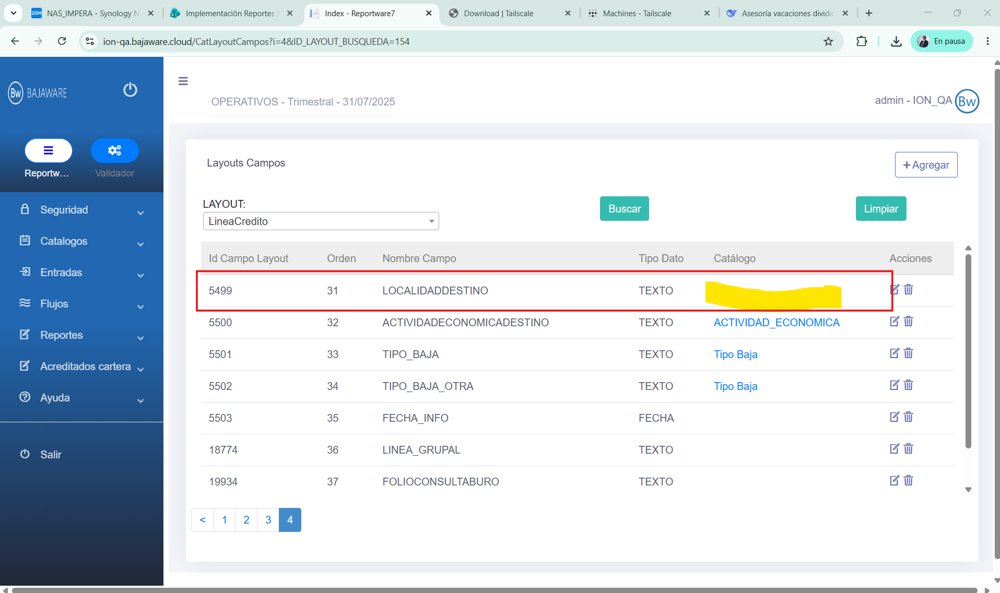 NAS_IMPERA - Synology N
Implementación Reportes
Index - Reportware7
Download | Tailscale
Machines - Tailscale
Asesoría vacaciones dividi
ion-qa.bajaware.cloud/CatLayoutCampos?i=4&ID_LAYOUT_BUSQUEDA=154
En pausa
Bw BAJAWARE
OPERATIVOS - Trimestral - 31/07/2025
admin - ION_QA Bw
Reportw...
Validador
Seguridad
Catalogos
Entradas
Flujos
Reportes
Acreditados cartera
Ayuda
Salir
Layouts Campos
+Agregar
LAYOUT:
LineaCredito
Buscar
Limpiar
Id Campo Layout Orden Nombre Campo Tipo Dato Catálogo Acciones
5499 31 LOCALIDADDESTINO TEXTO
5500 32 ACTIVIDADECONOMICADESTINO TEXTO ACTIVIDAD_ECONOMICA
5501 33 TIPO_BAJA TEXTO Tipo Baja
5502 34 TIPO_BAJA_OTRA TEXTO Tipo Baja
5503 35 FECHA_INFO FECHA
18774 36 LINEA_GRUPAL TEXTO
19934 37 FOLIOCONSULTABURO TEXTO
< 1 2 3 4